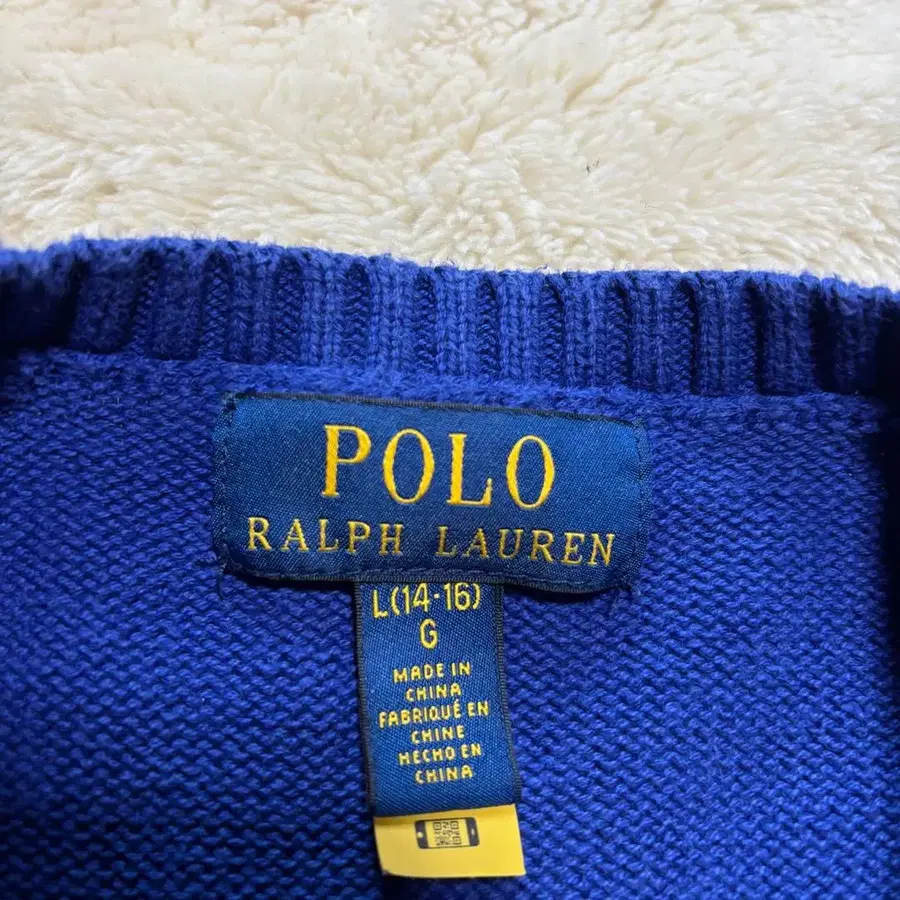 POLO
RALPH LAUREN
L(14-16)
G
MADE IN
CHINA
FABRIQUÉ EN
CHINE
HECHO EN
CHINA